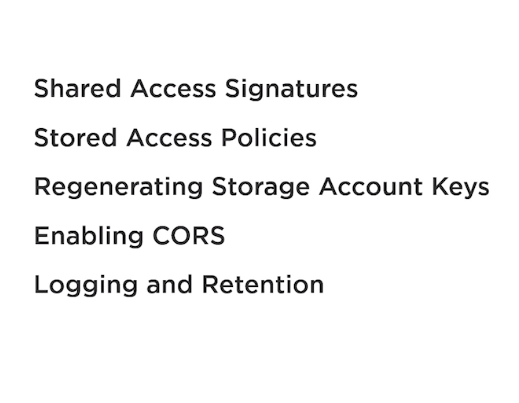 Shared Access Signatures
Stored Access Policies
Regenerating Storage Account Keys
Enabling CORS
Logging and Retention